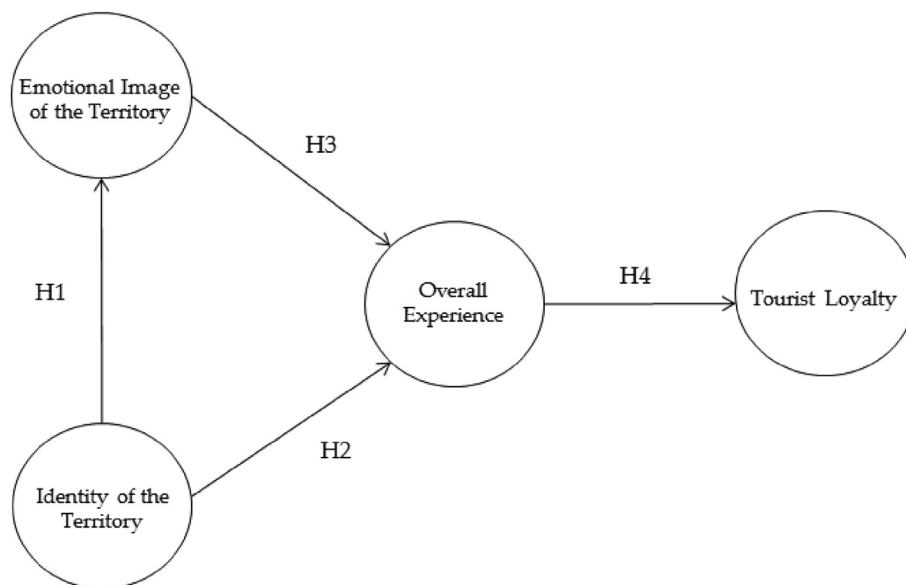 Emotional Image
of the Territory
H3
H1
Overall
Experience
H4
Tourist Loyalty
H2
Identity of the
Territory